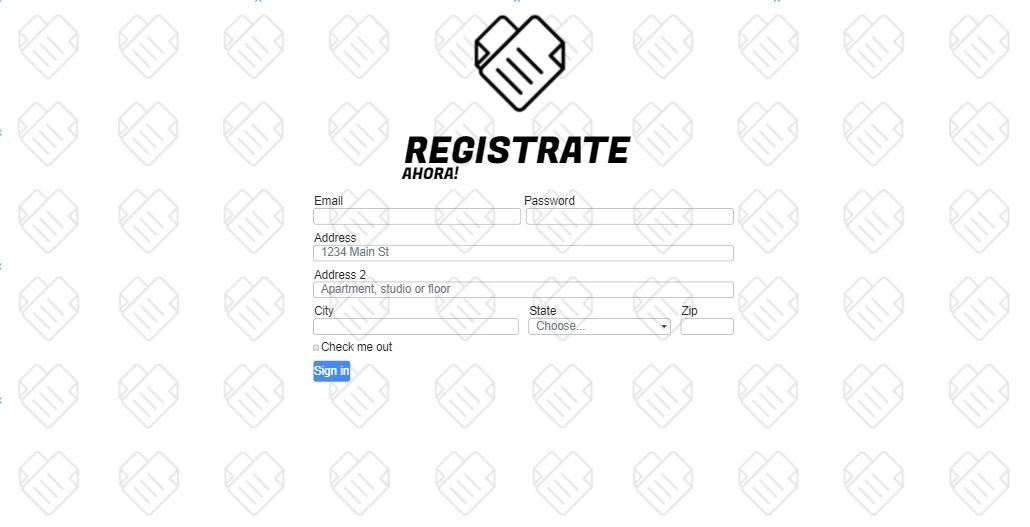 REGISTRATE
AHORA!
Email Password
Address
1234 Main St
Address 2
Apartment, studio or floor
City State Zip
Choose...
Check me out
Sign in